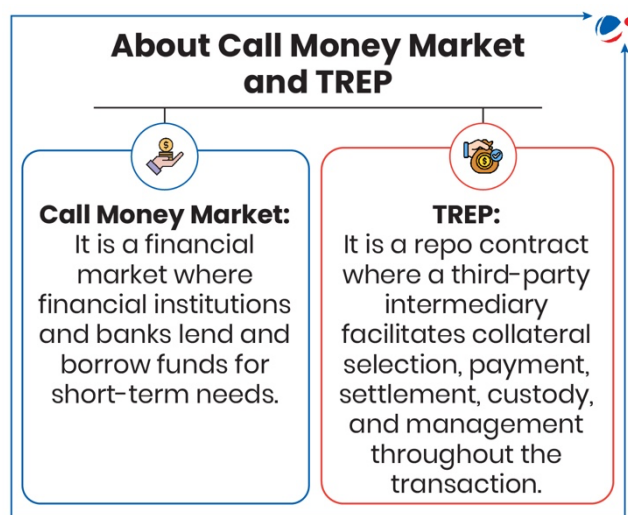 About Call Money Market
and TREP
Call Money Market:
It is a financial
market where
financial institutions
and banks lend and
borrow funds for
short-term needs.
TREP:
It is a repo contract
where a third-party
intermediary
facilitates collateral
selection, payment,
settlement, custody,
and management
throughout the
transaction.